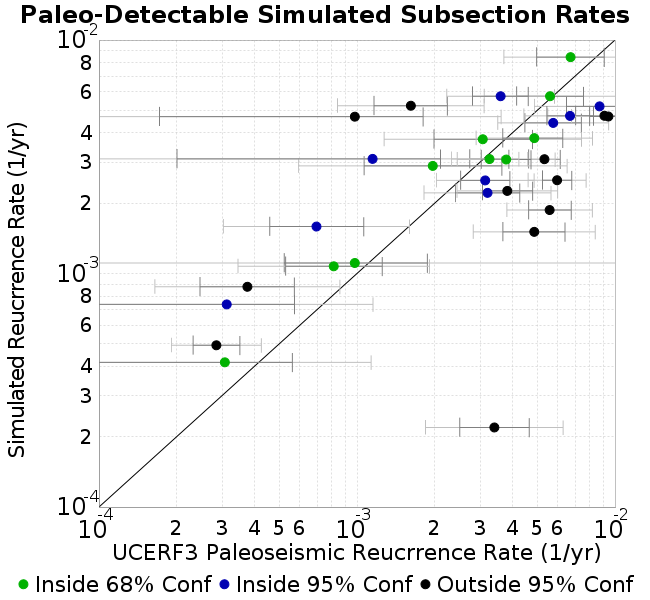 Paleo-Detectable Simulated Subsection Rates
10-2
8
6
4
3
2
10-3
8
6
4
3
2
10-4
Simulated Reucrrence Rate (1/yr)
10-4 2 3 4 5 6 10-3 2 3 4 5 6 10-2
UCERF3 Paleoseismic Reucrrence Rate (1/yr)
Inside 68% Conf Inside 95% Conf Outside 95% Conf